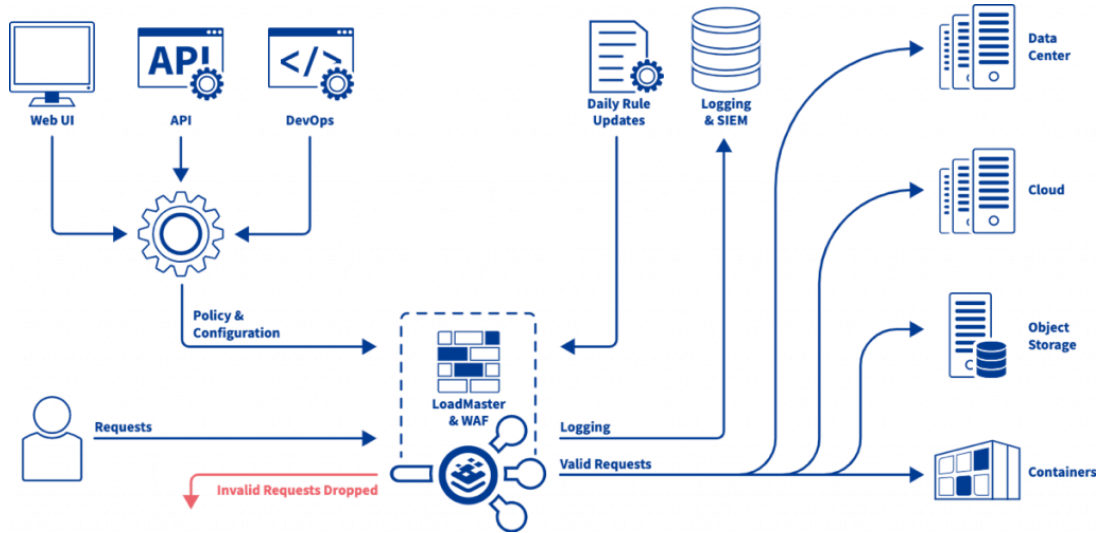 API
</>
Web UI
API
DevOps
Daily Rule
Updates
Logging
& SIEM
Data
Center
Cloud
Policy &
Configuration
Object
Storage
LoadMaster
& WAF
Requests
Logging
Valid Requests
Invalid Requests Dropped
Containers